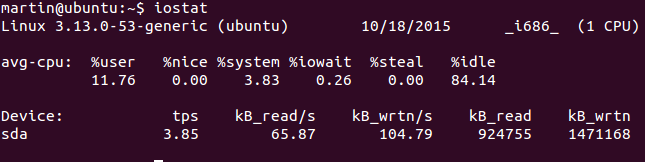 martin@ubuntu:~$ iostat
Linux 3.13.0-53-generic (ubuntu) 10/18/2015 _i686_ (1 CPU)
avg-cpu: %user %nice %system %iowait %steal %idle
11.76 0.00 3.83 0.26 0.00 84.14
Device: tps kB_read/s kB_wrtn/s kB_read kB_wrtn
sda 3.85 65.87 104.79 924755 1471168